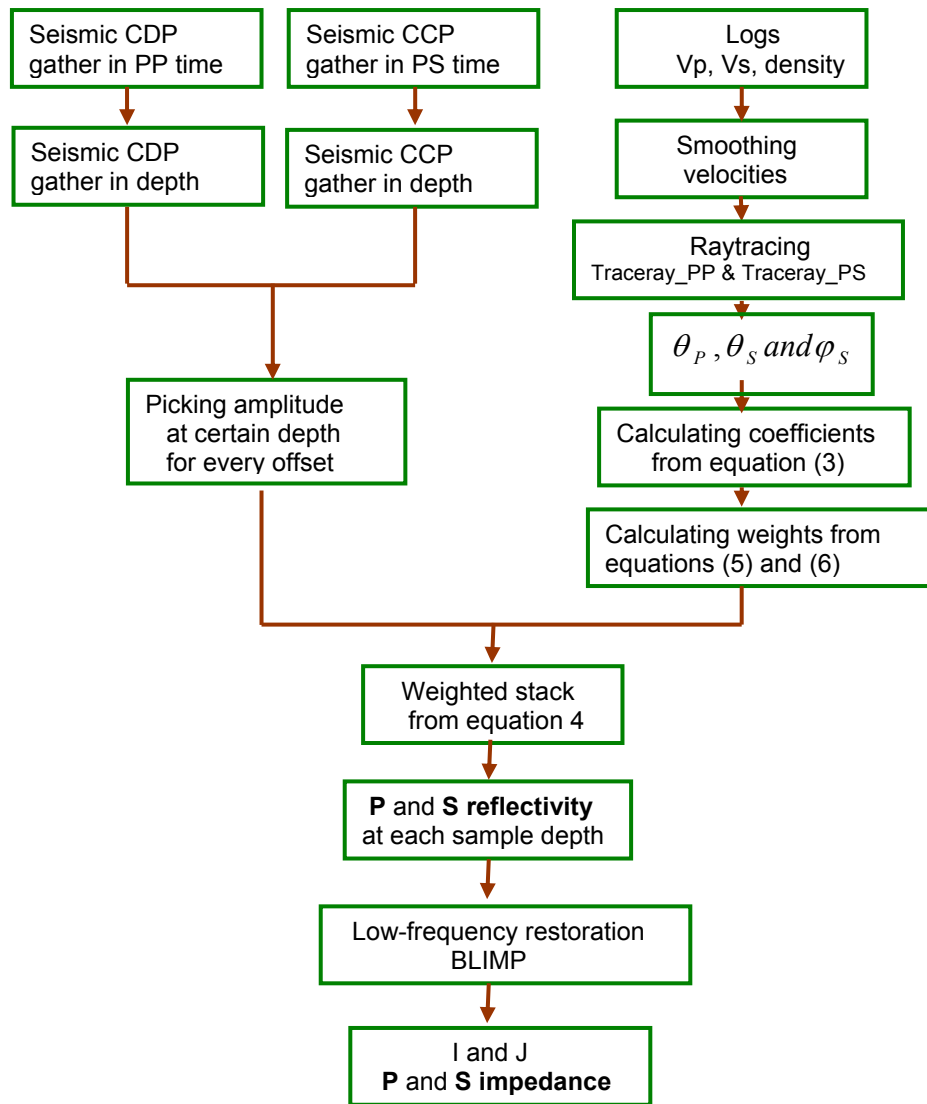 Seismic CDP
gather in PP time
Seismic CCP
gather in PS time
Logs
Vp, Vs, density
Seismic CDP
gather in depth
Seismic CCP
gather in depth
Smoothing
velocities
Raytracing
Traceray_PP & Traceray_PS
θ_P , θ_S and φ_S
Picking amplitude
at certain depth
for every offset
Calculating coefficients
from equation (3)
Calculating weights from
equations (5) and (6)
Weighted stack
from equation 4
P and S reflectivity
at each sample depth
Low-frequency restoration
BLIMP
I and J
P and S impedance